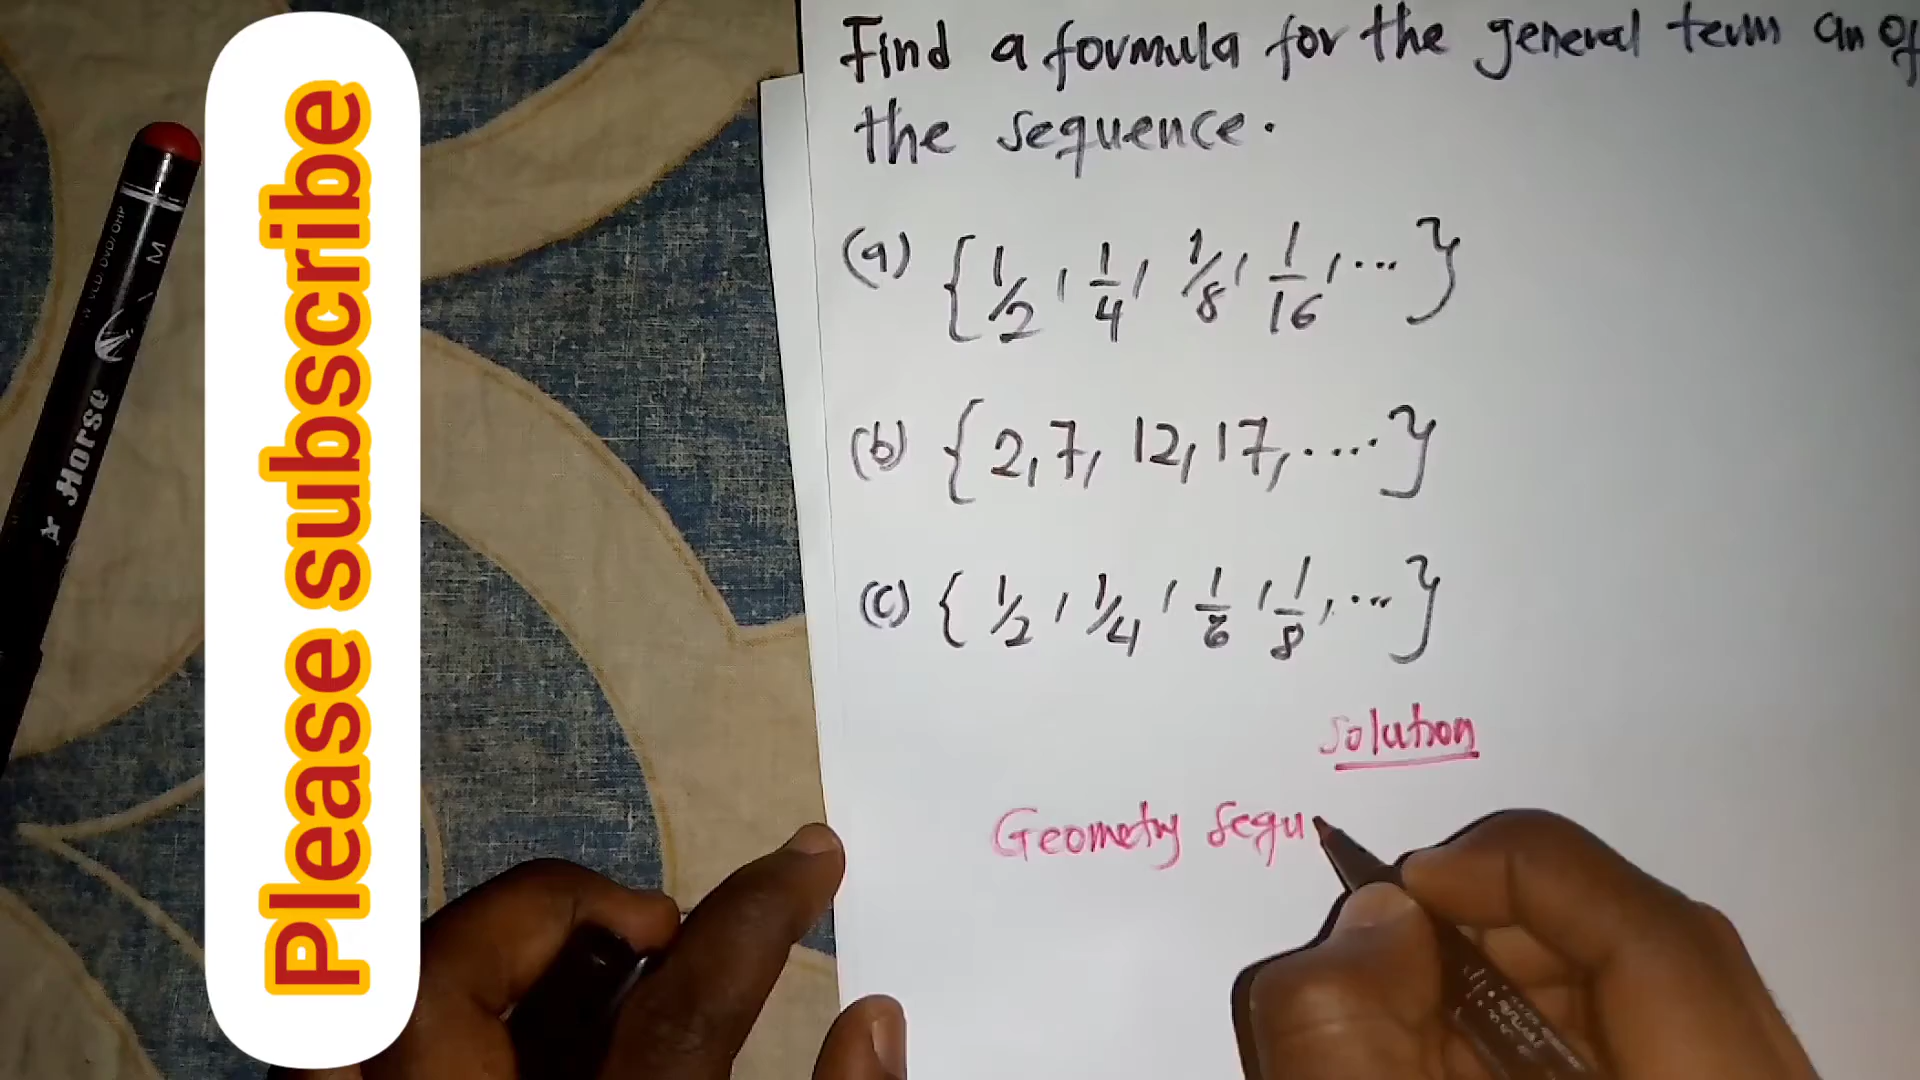 Please subscribe
Horse
M
Find a formula for the general term an of
the sequence.
(a) {1/2, 1/4, 1/8, 1/16, ...}
(b) {2, 7, 12, 17, ....}
(c) {1/2, 1/4, 1/6, 1/8, ...}
Solution
Geometry Sequ